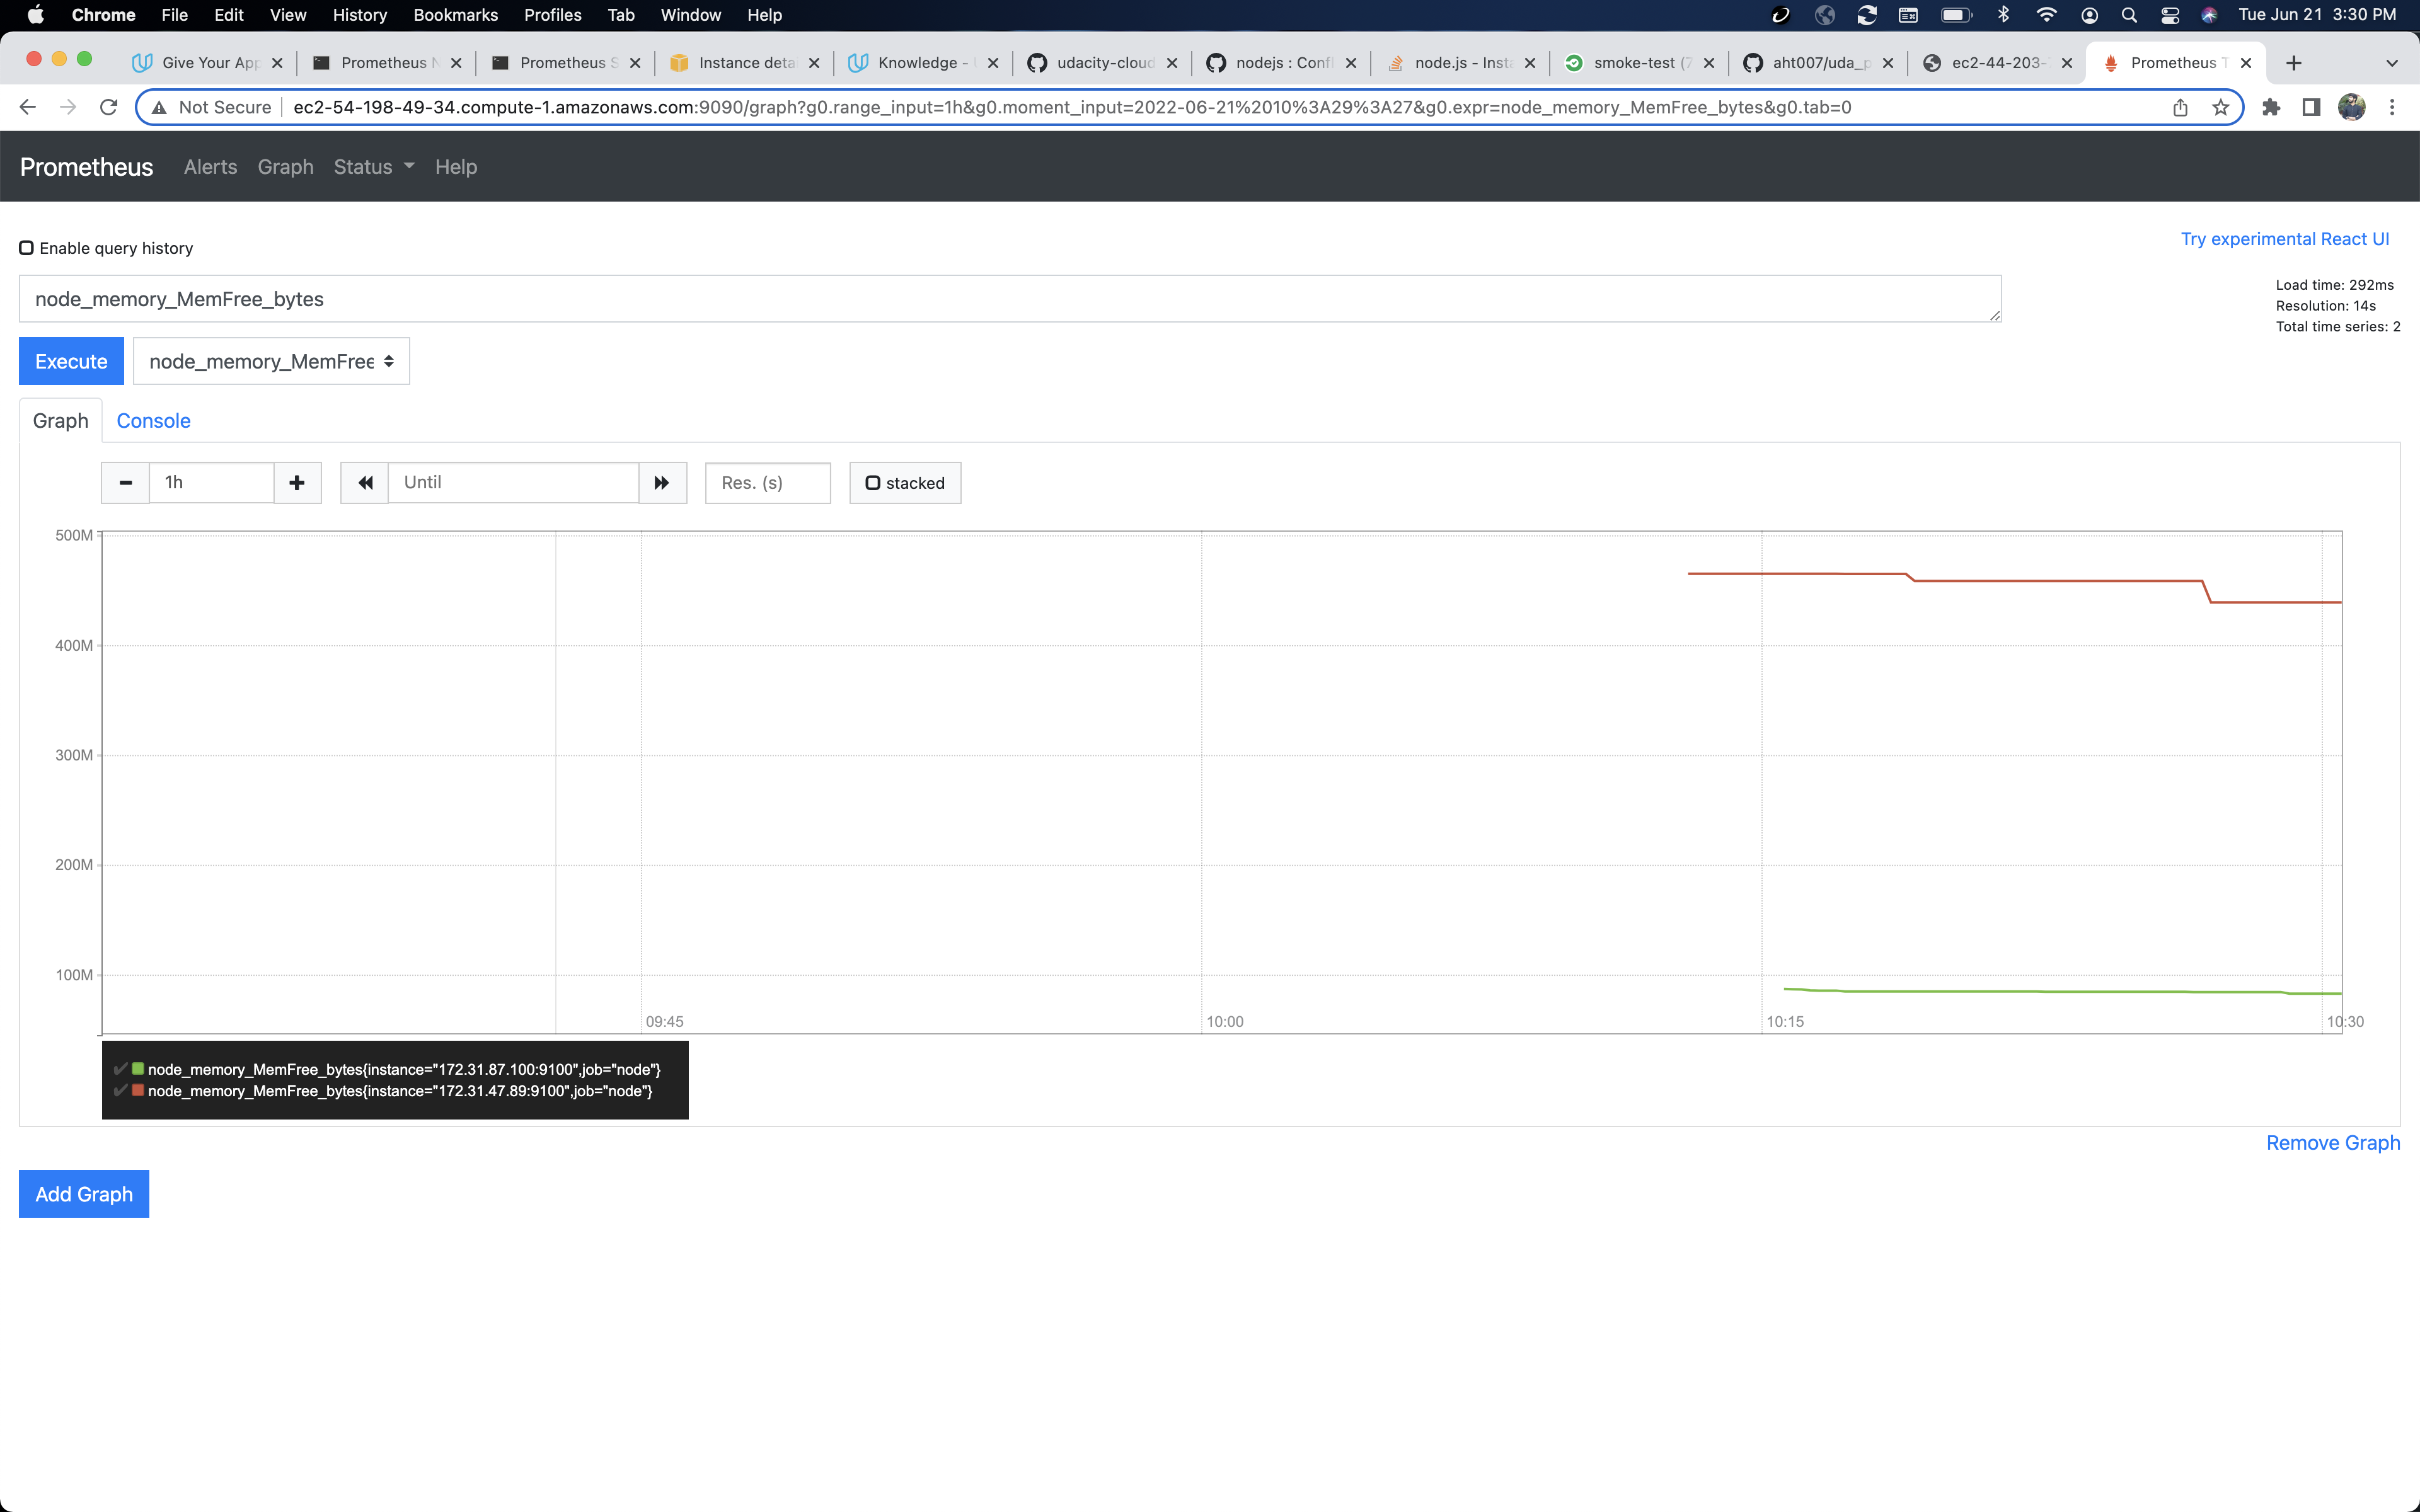 Chrome File Edit View History Bookmarks Profiles Tab Window Help Tue Jun 21 3:30 PM
Give Your App Prometheus N Prometheus S Instance deta Knowledge - udacity-cloud nodejs : Confi node.js - Insta smoke-test (7 aht007/uda_p ec2-44-203- Prometheus T
Not Secure ec2-54-198-49-34.compute-1.amazonaws.com:9090/graph?g0.range_input=1h&g0.moment_input=2022-06-21%2010%3A29%3A27&g0.expr=node_memory_MemFree_bytes&g0.tab=0
Prometheus Alerts Graph Status Help
Enable query history Try experimental React UI
node_memory_MemFree_bytes
Load time: 292ms
Resolution: 14s
Total time series: 2
Execute node_memory_MemFree
Graph Console
1h Until Res. (s) stacked
500M
400M
300M
200M
100M
09:45 10:00 10:15 10:30
node_memory_MemFree_bytes{instance="172.31.87.100:9100",job="node"}
node_memory_MemFree_bytes{instance="172.31.47.89:9100",job="node"}
Remove Graph
Add Graph